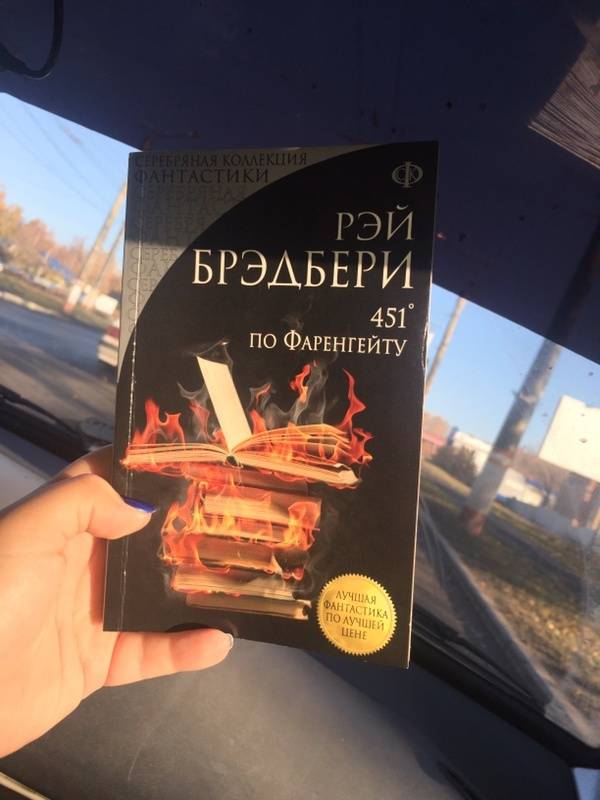 СЕРЕБРЯНАЯ КОЛЛЕКЦИЯ
ФАНТАСТИКИ
РЭЙ
БРЭДБЕРИ
451°
ПО ФАРЕНГЕЙТУ
ЛУЧШАЯ
ФАНТАСТИКА
ПО ЛУЧШЕЙ
ЦЕНЕ